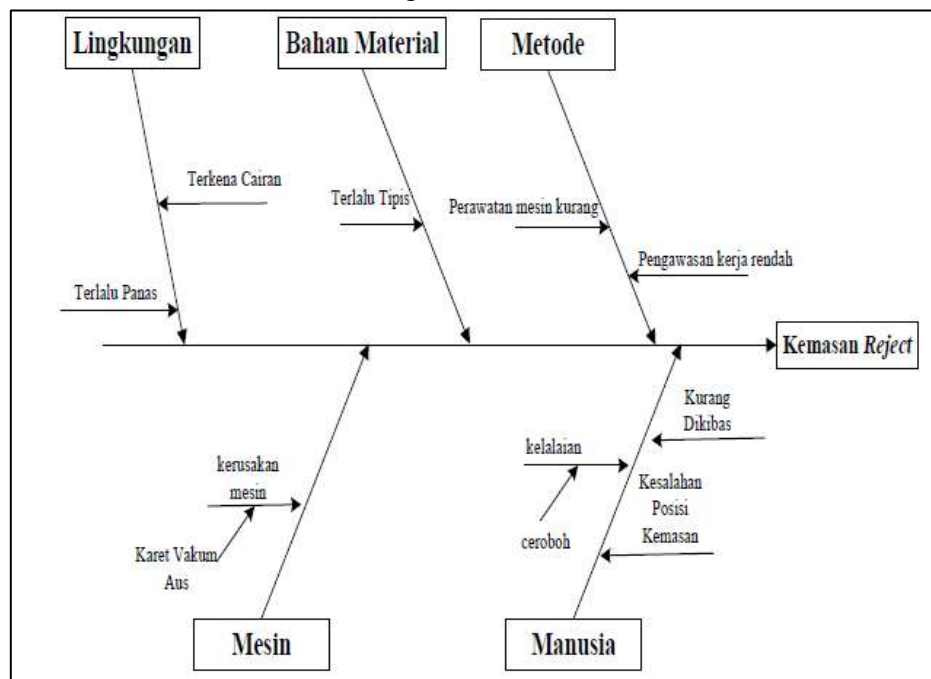 Lingkungan
Bahan Material
Metode
Terkena Cairan
Terlalu Tipis
Perawatan mesin kurang
Pengawasan kerja rendah
Terlalu Panas
Kemasan Reject
Kurang
Dikibas
kelalaian
kerusakan
mesin
Kesalahan
Posisi
Kemasan
ceroboh
Karet Vakum
Aus
Mesin
Manusia